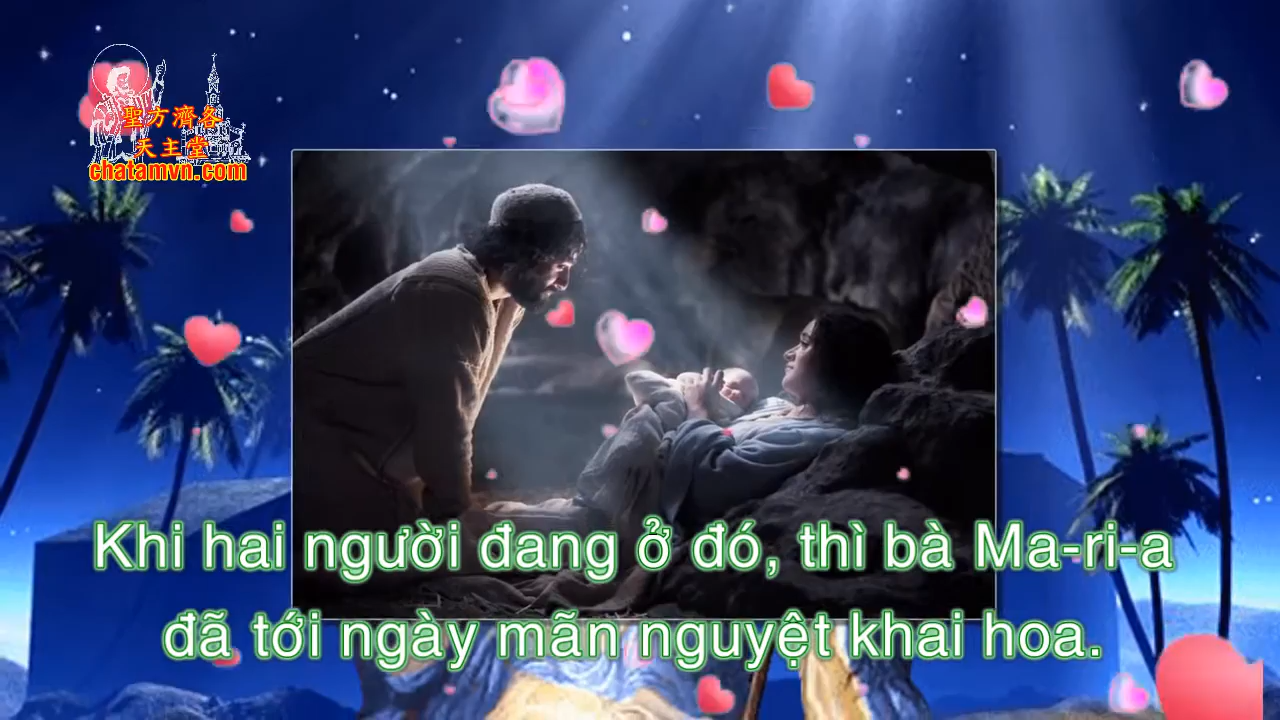 聖方濟各
天主堂
chatamvn.com
Khi hai người đang ở đó, thì bà Ma-ri-a
đã tới ngày mãn nguyệt khai hoa.